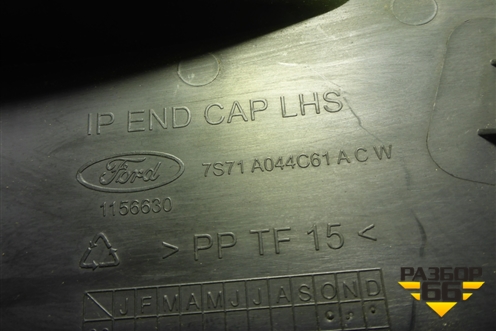 IP END CAP LHS
Ford
7S71 A044C61 A C W
1156630
> PP TF 15 <
J F M A M J J A S O N D
РАЗБОР
66